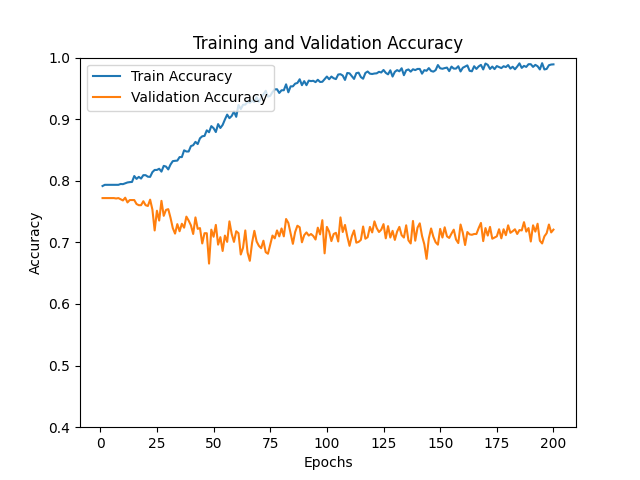 Training and Validation Accuracy
Train Accuracy
Validation Accuracy
1.0
0.9
0.8
0.7
0.6
0.5
0.4
Accuracy
0 25 50 75 100 125 150 175 200
Epochs